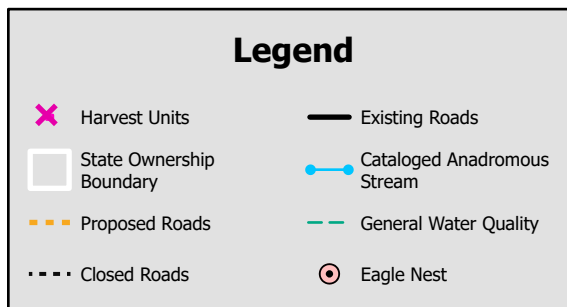 Legend
Harvest Units
State Ownership
Boundary
Proposed Roads
Closed Roads
Existing Roads
Cataloged Anadromous
Stream
General Water Quality
Eagle Nest